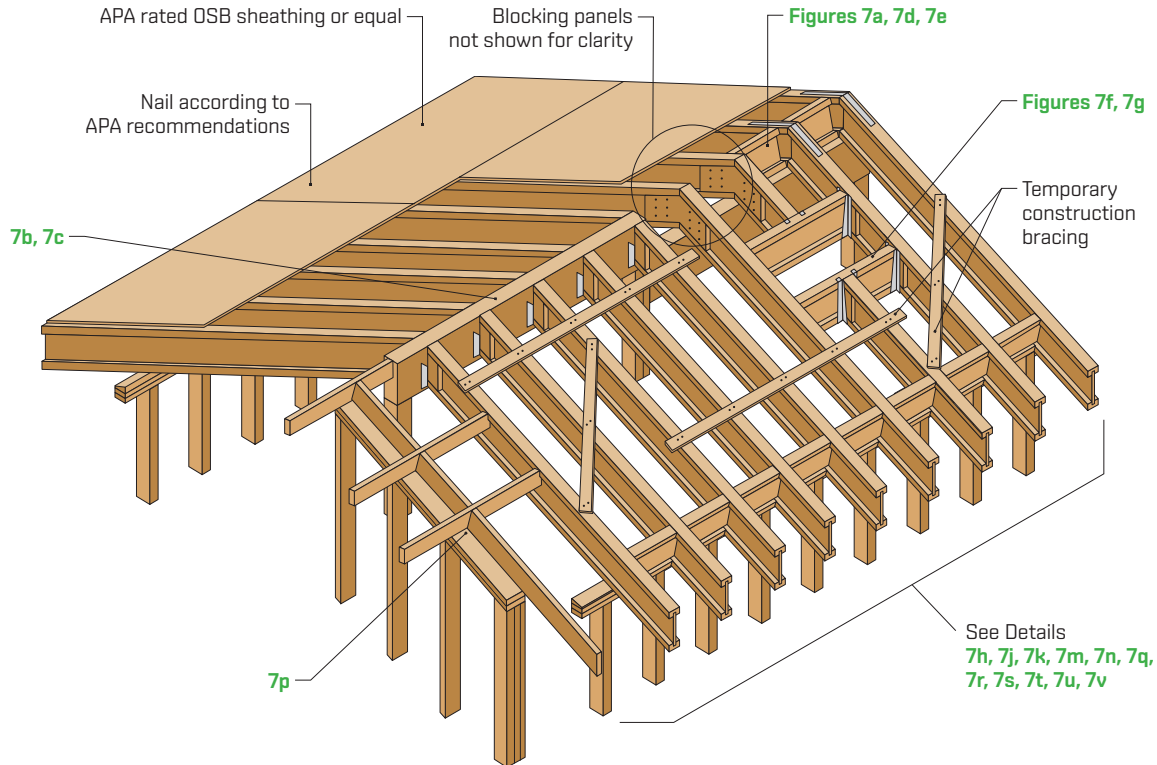 APA rated OSB sheathing or equal
Blocking panels
not shown for clarity
Figures 7a, 7d, 7e
Nail according to
APA recommendations
Figures 7f, 7g
Temporary
construction
bracing
7b, 7c
7p
See Details
7h, 7j, 7k, 7m, 7n, 7q,
7r, 7s, 7t, 7u, 7v